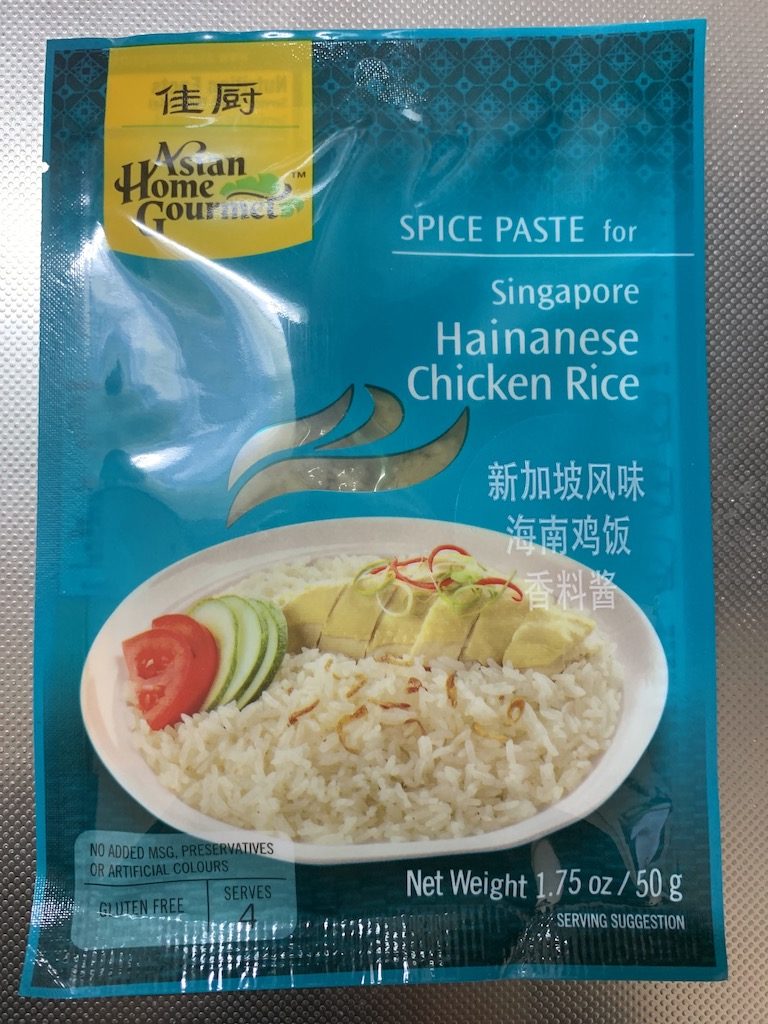 佳厨
Asian
Home
Gourmet™
SPICE PASTE for
Singapore
Hainanese
Chicken Rice
新加坡风味
海南鸡饭
香料酱
NO ADDED MSG, PRESERVATIVES
OR ARTIFICIAL COLOURS
GLUTEN FREE
SERVES
4
Net Weight 1.75 oz / 50 g
SERVING SUGGESTION